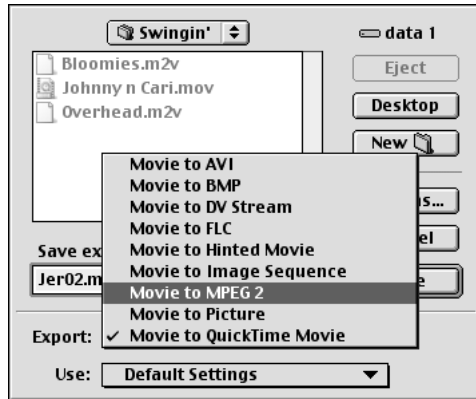 Swingin' data 1
Bloomies.m2v
Johnny n Cari.mov
Overhead.m2v
Eject
Desktop
New
Movie to AVI
Movie to BMP
Movie to DV Stream
Movie to FLC
Movie to Hinted Movie
Movie to Image Sequence
Movie to MPEG 2
Movie to Picture
✓ Movie to QuickTime Movie
s...
el
e
Save ex
Jer02.m
Export:
Use: Default Settings